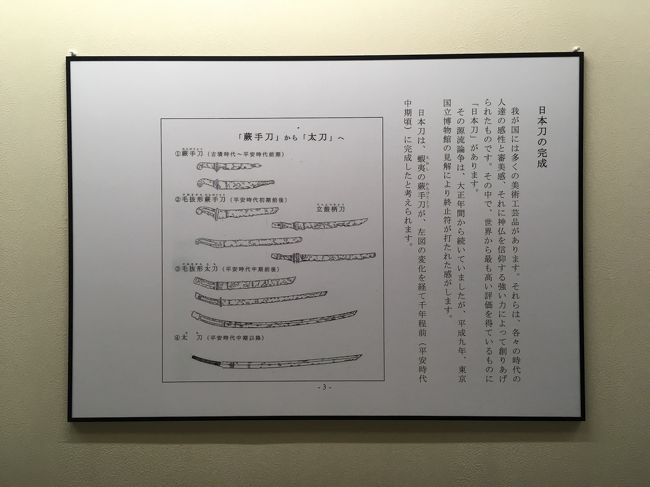 日本刀の完成
我が国には多くの美術工芸品があります。それらは、各々の時代の
人達の感性と審美感、それに神仏を信仰する強い力によって創りあげ
られたものです。その中で、世界から最も高い評価を得ているものに
「日本刀」があります。
その源流論争は、大正年間から続いていましたが、平成九年、東京
国立博物館の見解により終止符が打たれた感がします。
日本刀は、蝦夷の蕨手刀が、左図の変化を経て千年程前（平安時代
中期頃）に完成したと考えられます。
「蕨手刀」から「太刀」へ
①蕨手刀（古墳時代～平安時代前期）
②毛抜形蕨手刀（平安時代初期前後）
立鼓柄刀
③毛抜形太刀（平安時代中期前後）
④太　刀（平安時代中期以降）
- 3 -